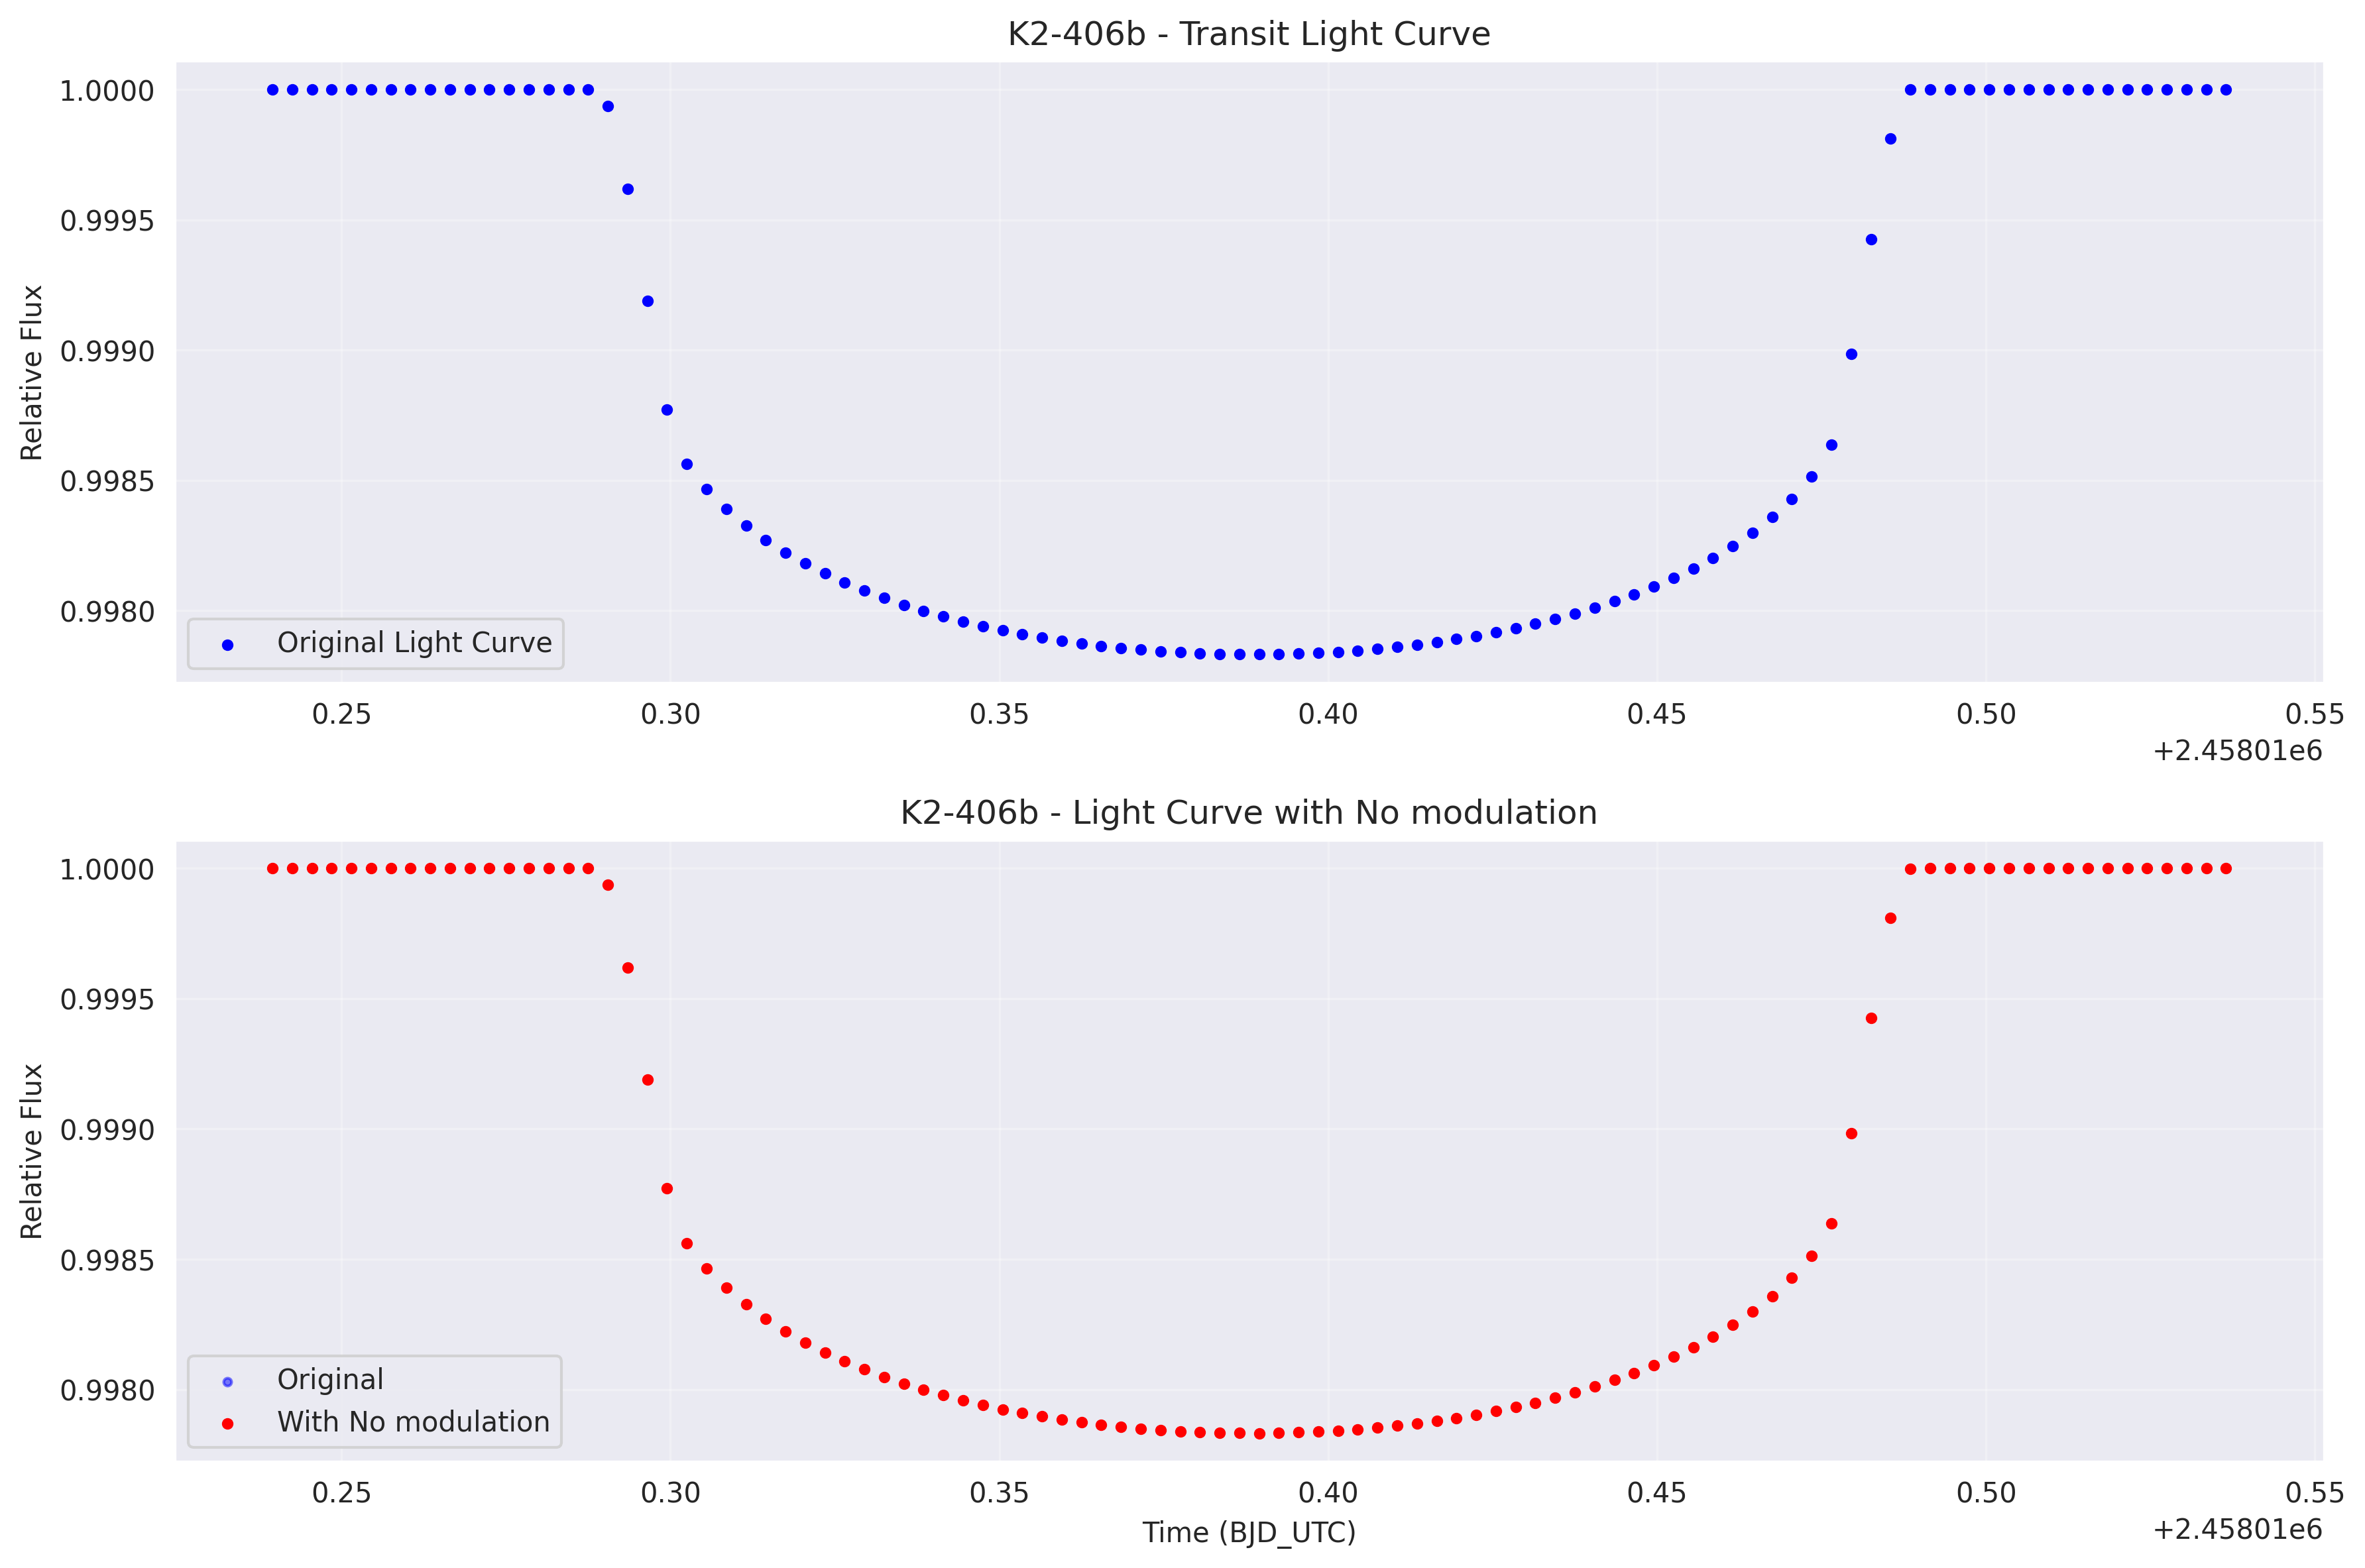 K2-406b - Transit Light Curve
1.0000
0.9995
0.9990
0.9985
0.9980
Relative Flux
Original Light Curve
0.25 0.30 0.35 0.40 0.45 0.50 0.55
+2.45801e6
K2-406b - Light Curve with No modulation
1.0000
0.9995
0.9990
0.9985
0.9980
Relative Flux
Original
With No modulation
0.25 0.30 0.35 0.40 0.45 0.50 0.55
Time (BJD_UTC)
+2.45801e6